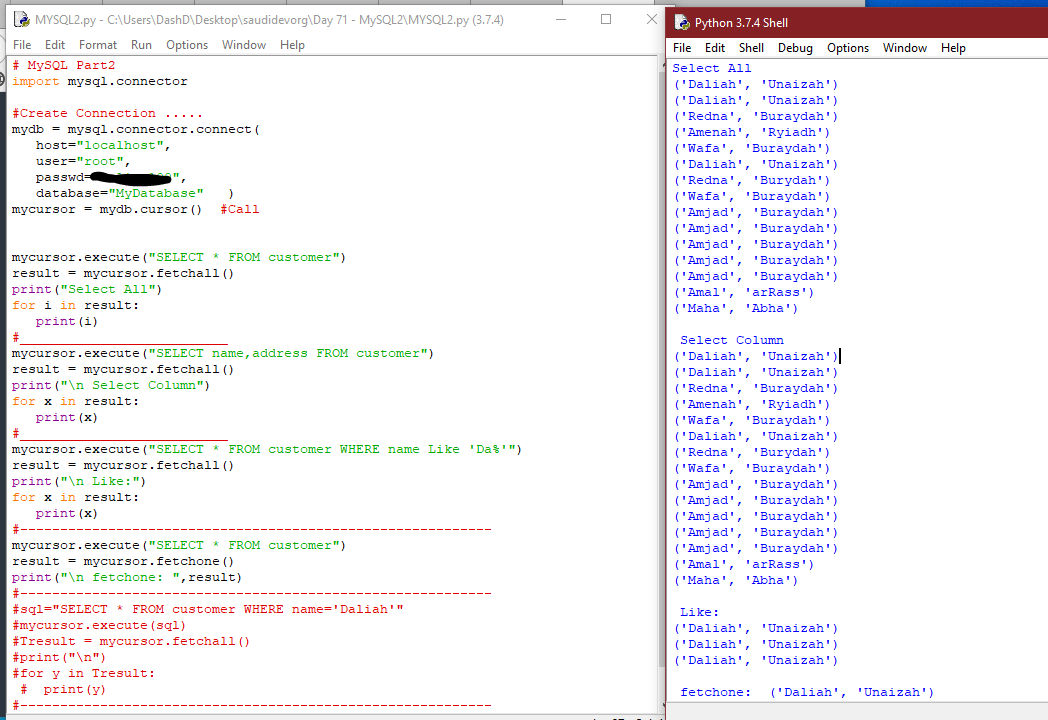 MYSQL2.py - C:\Users\DashD\Desktop\saudidevorg\Day 71 - MySQL2\MYSQL2.py (3.7.4)
File Edit Format Run Options Window Help
# MySQL Part2
import mysql.connector
#Create Connection .....
mydb = mysql.connector.connect(
host="localhost",
user="root",
passwd=
",
database="MyDatabase" )
mycursor = mydb.cursor() #Call
mycursor.execute("SELECT * FROM customer")
result = mycursor.fetchall()
print("Select All")
for i in result:
print(i)
#___________________________
mycursor.execute("SELECT name,address FROM customer")
result = mycursor.fetchall()
print("\n Select Column")
for x in result:
print(x)
#___________________________
mycursor.execute("SELECT * FROM customer WHERE name Like 'Da%'")
result = mycursor.fetchall()
print("\n Like:")
for x in result:
print(x)
#-----------------------------------------------------------
mycursor.execute("SELECT * FROM customer")
result = mycursor.fetchone()
print("\n fetchone: ",result)
#-----------------------------------------------------------
#sql="SELECT * FROM customer WHERE name='Daliah'"
#mycursor.execute(sql)
#Tresult = mycursor.fetchall()
#print("\n")
#for y in Tresult:
# print(y)
#-----------------------------------------------------------
Python 3.7.4 Shell
File Edit Shell Debug Options Window Help
Select All
('Daliah', 'Unaizah')
('Daliah', 'Unaizah')
('Redna', 'Buraydah')
('Amenah', 'Ryiadh')
('Wafa', 'Buraydah')
('Daliah', 'Unaizah')
('Redna', 'Burydah')
('Wafa', 'Buraydah')
('Amjad', 'Buraydah')
('Amjad', 'Buraydah')
('Amjad', 'Buraydah')
('Amjad', 'Buraydah')
('Amjad', 'Buraydah')
('Amal', 'arRass')
('Maha', 'Abha')
Select Column
('Daliah', 'Unaizah')
('Daliah', 'Unaizah')
('Redna', 'Buraydah')
('Amenah', 'Ryiadh')
('Wafa', 'Buraydah')
('Daliah', 'Unaizah')
('Redna', 'Burydah')
('Wafa', 'Buraydah')
('Amjad', 'Buraydah')
('Amjad', 'Buraydah')
('Amjad', 'Buraydah')
('Amjad', 'Buraydah')
('Amjad', 'Buraydah')
('Amal', 'arRass')
('Maha', 'Abha')
Like:
('Daliah', 'Unaizah')
('Daliah', 'Unaizah')
('Daliah', 'Unaizah')
fetchone: ('Daliah', 'Unaizah')